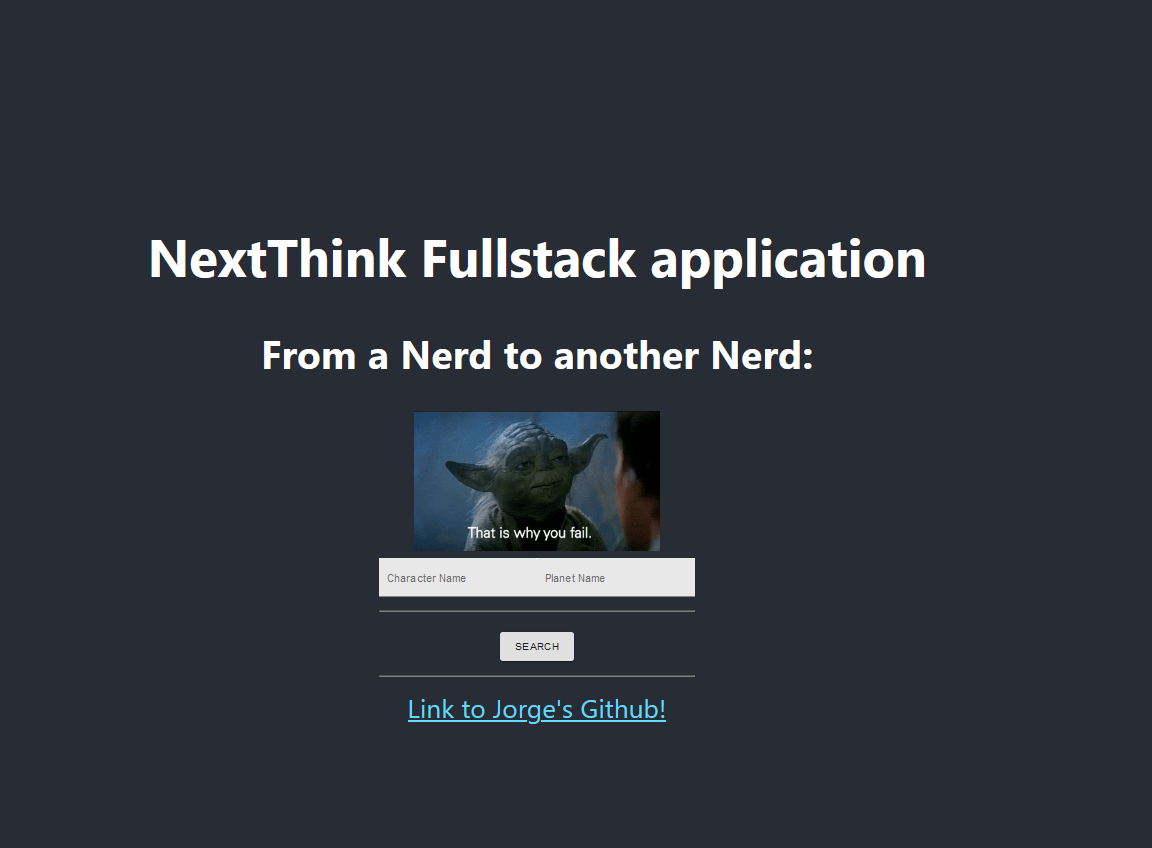 NextThink Fullstack application
From a Nerd to another Nerd:
That is why you fail.
Character Name Planet Name
SEARCH
Link to Jorge's Github!